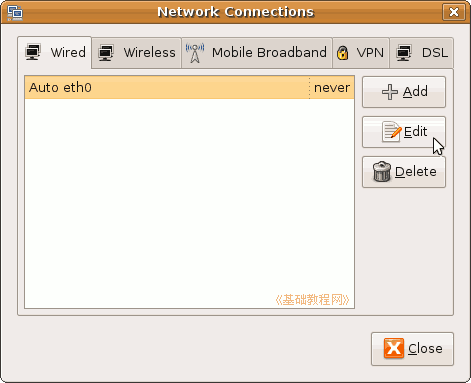 Network Connections
Wired
Wireless
Mobile Broadband
VPN
DSL
Auto eth0
never
Add
Edit
Delete
《基础教程网》
Close